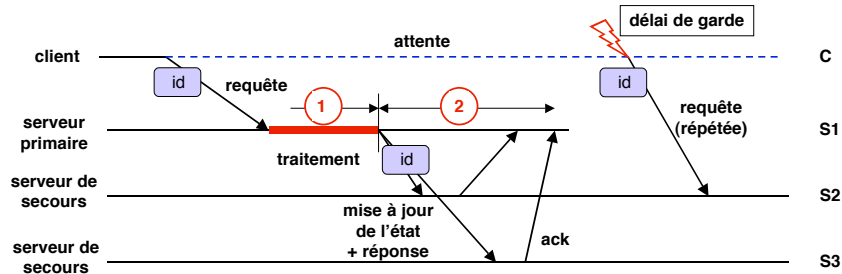 délai de garde
attente
client
C
id
id
requête
1
2
requête
(répétée)
serveur
primaire
S1
traitement
id
serveur de
secours
S2
mise à jour
de l'état
+ réponse
ack
serveur de
secours
S3